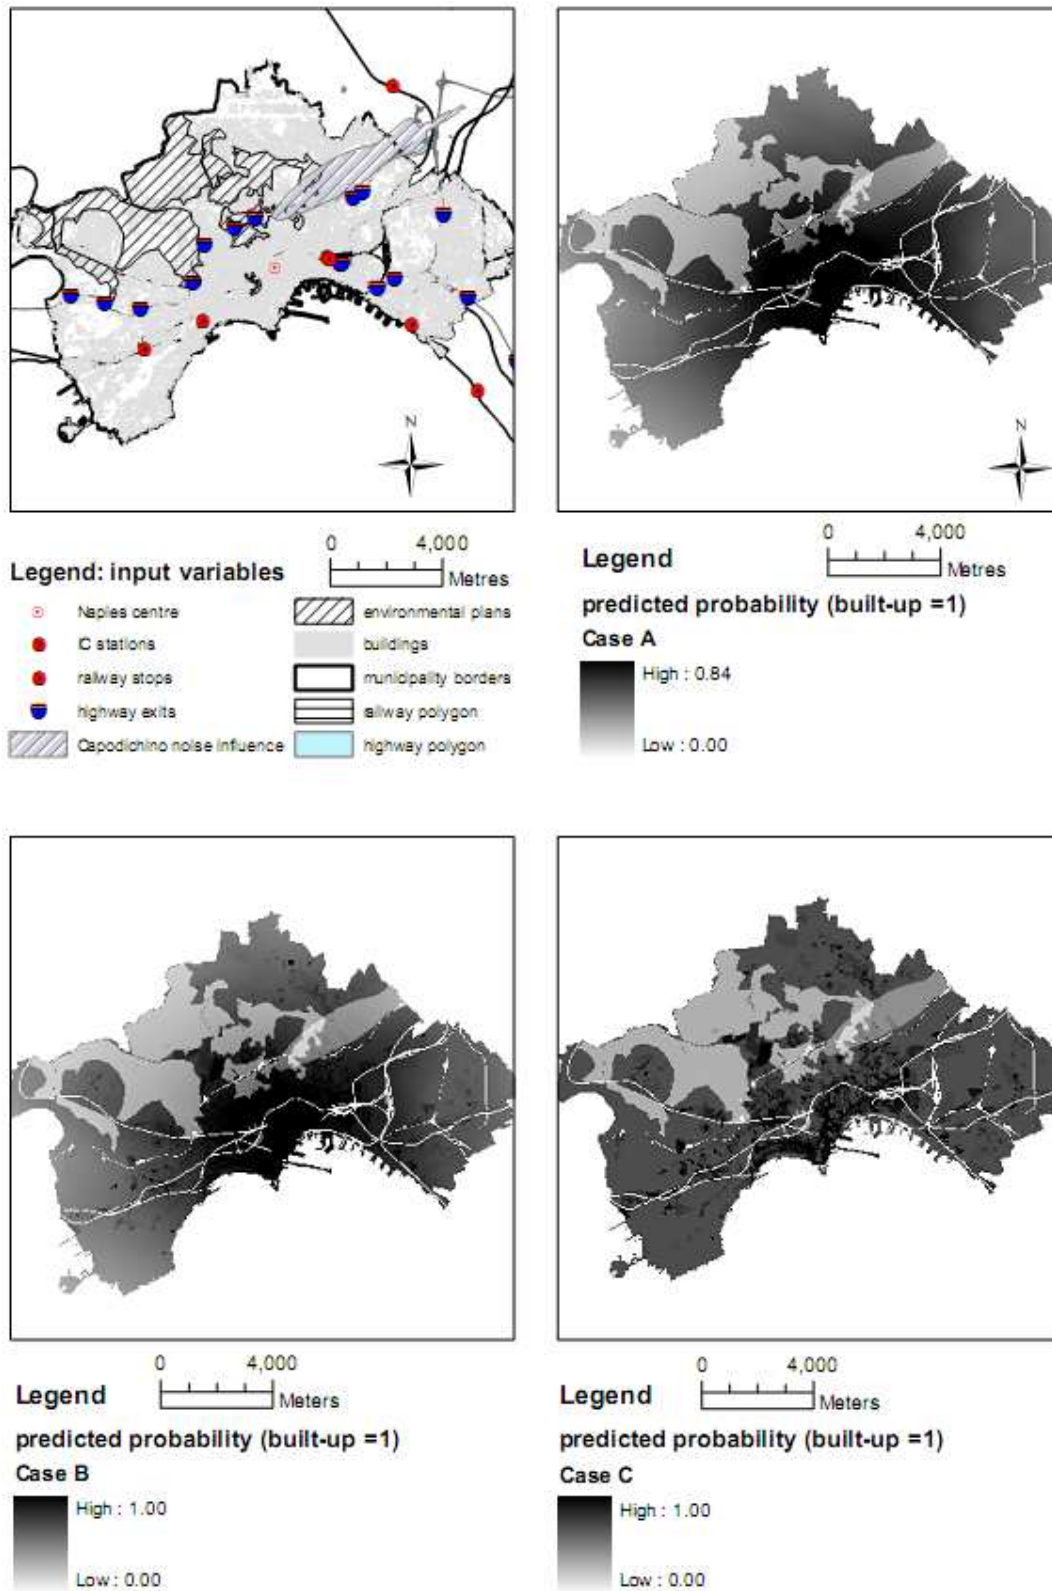 N
N
0 4,000
Metres
Legend: input variables
Naples centre
IC stations
railway stops
highway exits
Capodichino noise influence
environmental plans
buildings
municipality borders
railway polygon
highway polygon
0 4,000
Metres
Legend
predicted probability (built-up =1)
Case A
High : 0.84
Low : 0.00
0 4,000
Meters
Legend
predicted probability (built-up =1)
Case B
High : 1.00
Low : 0.00
0 4,000
Meters
Legend
predicted probability (built-up =1)
Case C
High : 1.00
Low : 0.00